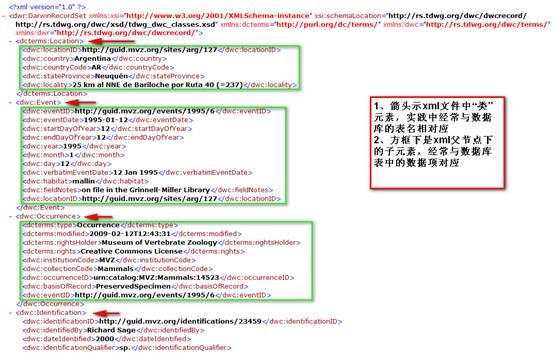 <?xml version="1.0" ?>
- <dwr:DarwinRecordSet xmlns:xsi="http://www.w3.org/2001/XMLSchema-instance" xsi:schemaLocation="http://rs.tdwg.org/dwc/dwcrecord/
http://rs.tdwg.org/dwc/xsd/tdwg_dwc_classes.xsd" xmlns:dcterms="http://purl.org/dc/terms/" xmlns:dwc="http://rs.tdwg.org/dwc/terms/"
xmlns:dwr="http://rs.tdwg.org/dwc/dwcrecord/">
- <dcterms:Location>
<dwc:locationID>http://guid.mvz.org/sites/arg/127</dwc:locationID>
<dwc:country>Argentina</dwc:country>
<dwc:countryCode>AR</dwc:countryCode>
<dwc:stateProvince>Neuquén</dwc:stateProvince>
<dwc:locality>25 km al NNE de Bariloche por Ruta 40 (=237)</dwc:locality>
</dcterms:Location>
- <dwc:Event>
<dwc:eventID>http://guid.mvz.org/events/1995/6</dwc:eventID>
<dwc:eventDate>1995-01-12</dwc:eventDate>
<dwc:startDayOfYear>12</dwc:startDayOfYear>
<dwc:endDayOfYear>12</dwc:endDayOfYear>
<dwc:year>1995</dwc:year>
<dwc:month>1</dwc:month>
<dwc:day>12</dwc:day>
<dwc:verbatimEventDate>12 Jan 1995</dwc:verbatimEventDate>
<dwc:habitat>mallín</dwc:habitat>
<dwc:fieldNotes>on file in the Grinnell-Miller Library</dwc:fieldNotes>
<dwc:locationID>http://guid.mvz.org/sites/arg/127</dwc:locationID>
</dwc:Event>
- <dwc:Occurrence>
<dcterms:type>Occurrence</dcterms:type>
<dcterms:modified>2009-02-12T12:43:31</dcterms:modified>
<dcterms:rightsHolder>Museum of Vertebrate Zoology</dcterms:rightsHolder>
<dcterms:rights>Creative Commons License</dcterms:rights>
<dwc:institutionCode>MVZ</dwc:institutionCode>
<dwc:collectionCode>Mammals</dwc:collectionCode>
<dwc:occurrenceID>urn:catalog:MVZ:Mammals:14523</dwc:occurrenceID>
<dwc:basisOfRecord>PreservedSpecimen</dwc:basisOfRecord>
<dwc:eventID>http://guid.mvz.org/events/1995/6</dwc:eventID>
</dwc:Occurrence>
- <dwc:Identification>
<dwc:identificationID>http://guid.mvz.org/identifications/23459</dwc:identificationID>
<dwc:identifiedBy>Richard Sage</dwc:identifiedBy>
<dwc:dateIdentified>2000</dwc:dateIdentified>
<dwc:identificationQualifier>sp.</dwc:identificationQualifier>
1、箭头示xml文件中“类”
元素，实践中经常与数据
库的表名相对应
2、方框下是xml父节点下
的子元素，经常与数据库
表中的数据项对应